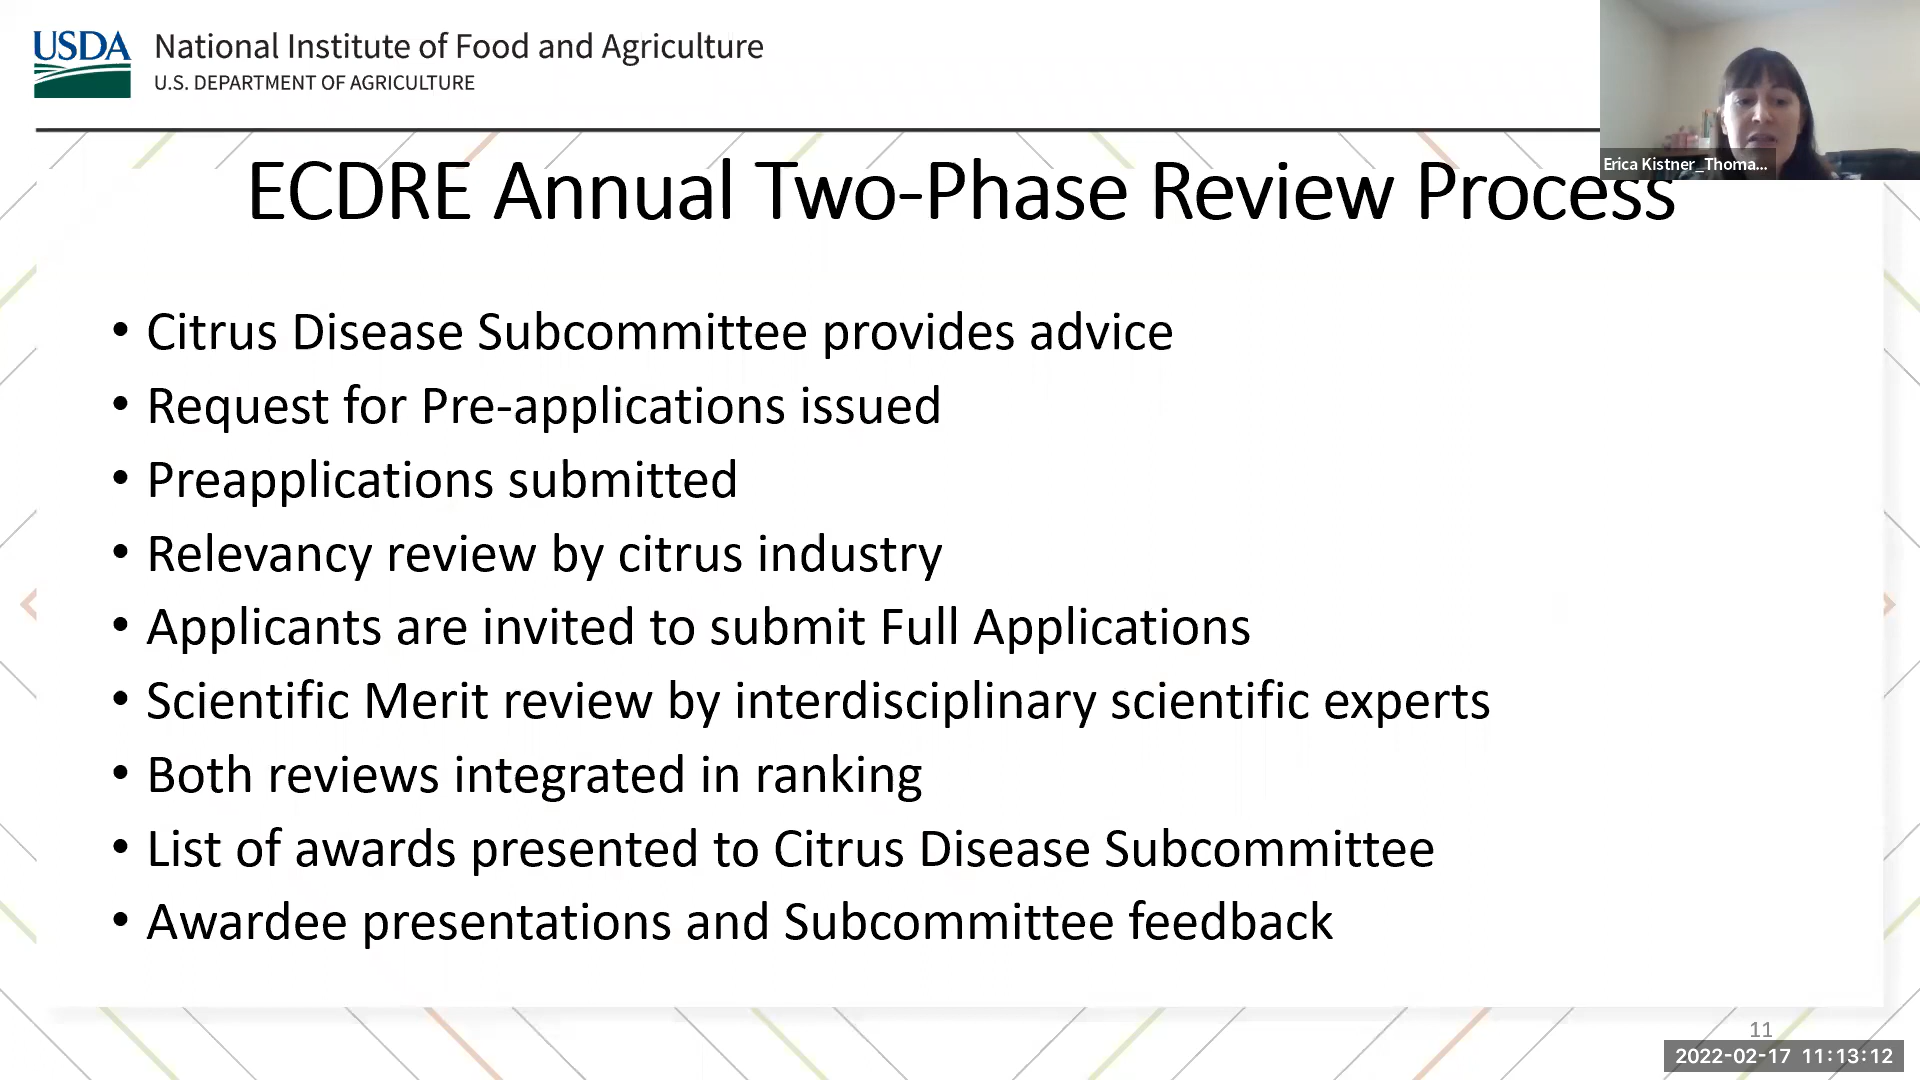 USDA
National Institute of Food and Agriculture
U.S. DEPARTMENT OF AGRICULTURE
Erica Kistner_Thoma...
ECDRE Annual Two-Phase Review Process
• Citrus Disease Subcommittee provides advice
• Request for Pre-applications issued
• Preapplications submitted
• Relevancy review by citrus industry
• Applicants are invited to submit Full Applications
• Scientific Merit review by interdisciplinary scientific experts
• Both reviews integrated in ranking
• List of awards presented to Citrus Disease Subcommittee
• Awardee presentations and Subcommittee feedback
11
2022-02-17 11:13:12